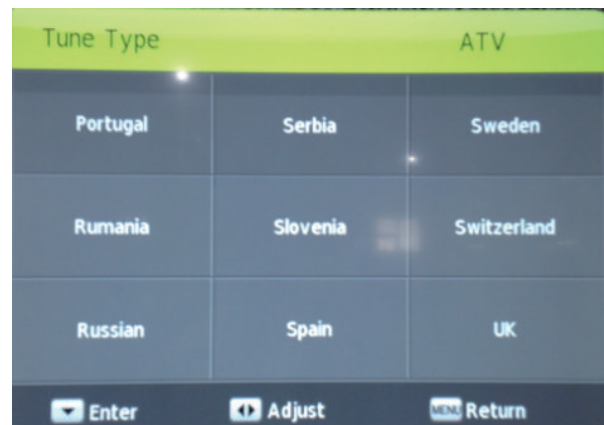 Tune Type ATV
Portugal Serbia Sweden
Rumania Slovenia Switzerland
Russian Spain UK
Enter Adjust MENU Return